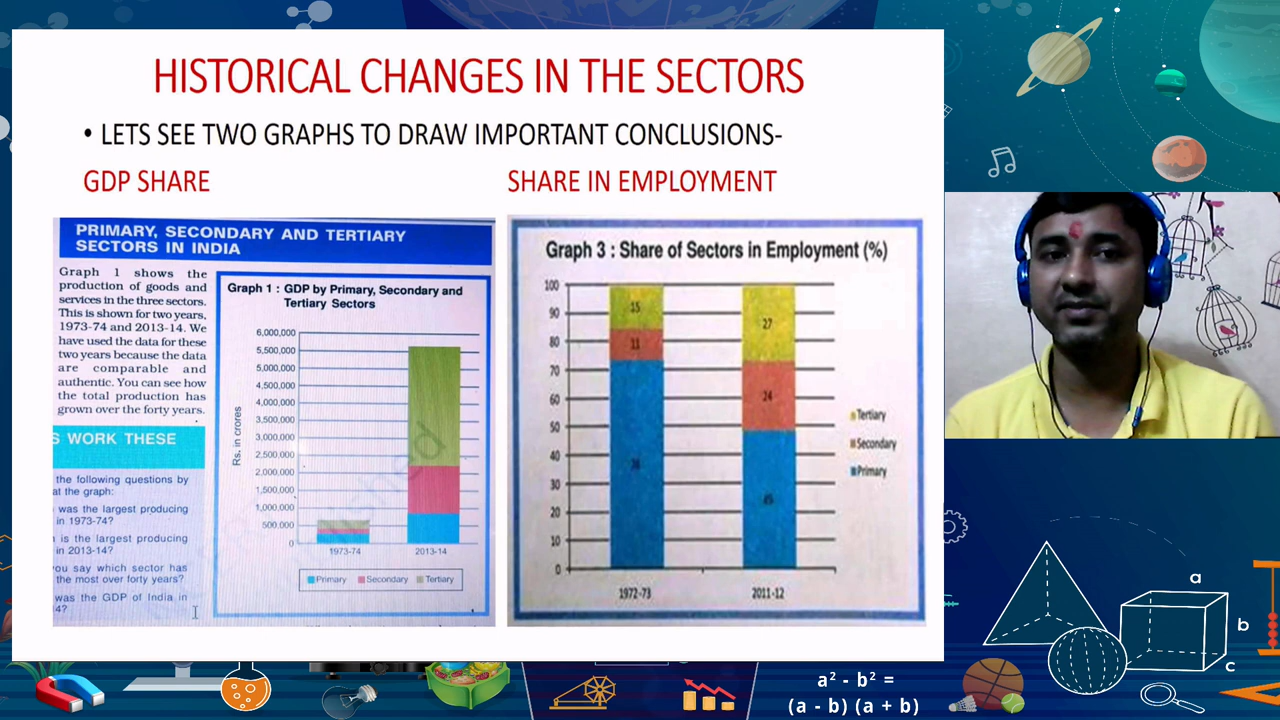 HISTORICAL CHANGES IN THE SECTORS
• LETS SEE TWO GRAPHS TO DRAW IMPORTANT CONCLUSIONS-
GDP SHARE
SHARE IN EMPLOYMENT
PRIMARY, SECONDARY AND TERTIARY
SECTORS IN INDIA
Graph 1 shows the
production of goods and
services in the three sectors.
This is shown for two years,
1973-74 and 2013-14. We
have used the data for these
two years because the data
are comparable and
authentic. You can see how
the total production has
grown over the forty years.
S WORK THESE
the following questions by
at the graph:
was the largest producing
in 1973-74?
is the largest producing
in 2013-14?
you say which sector has
the most over forty years?
was the GDP of India in
4?
Graph 1 : GDP by Primary, Secondary and
Tertiary Sectors
Rs. in crores
6,000,000
5,500,000
5,000,000
4,500,000
4,000,000
3,500,000
3,000,000
2,500,000
2,000,000
1,500,000
1,000,000
500,000
0
1973-74 2013-14
Primary Secondary Tertiary
Graph 3 : Share of Sectors in Employment (%)
100
90
80
70
60
50
40
30
20
10
0
15
11
27
24
1972-73 2011-12
Tertiary
Secondary
Primary
a
b
c
a² - b² =
(a - b) (a + b)